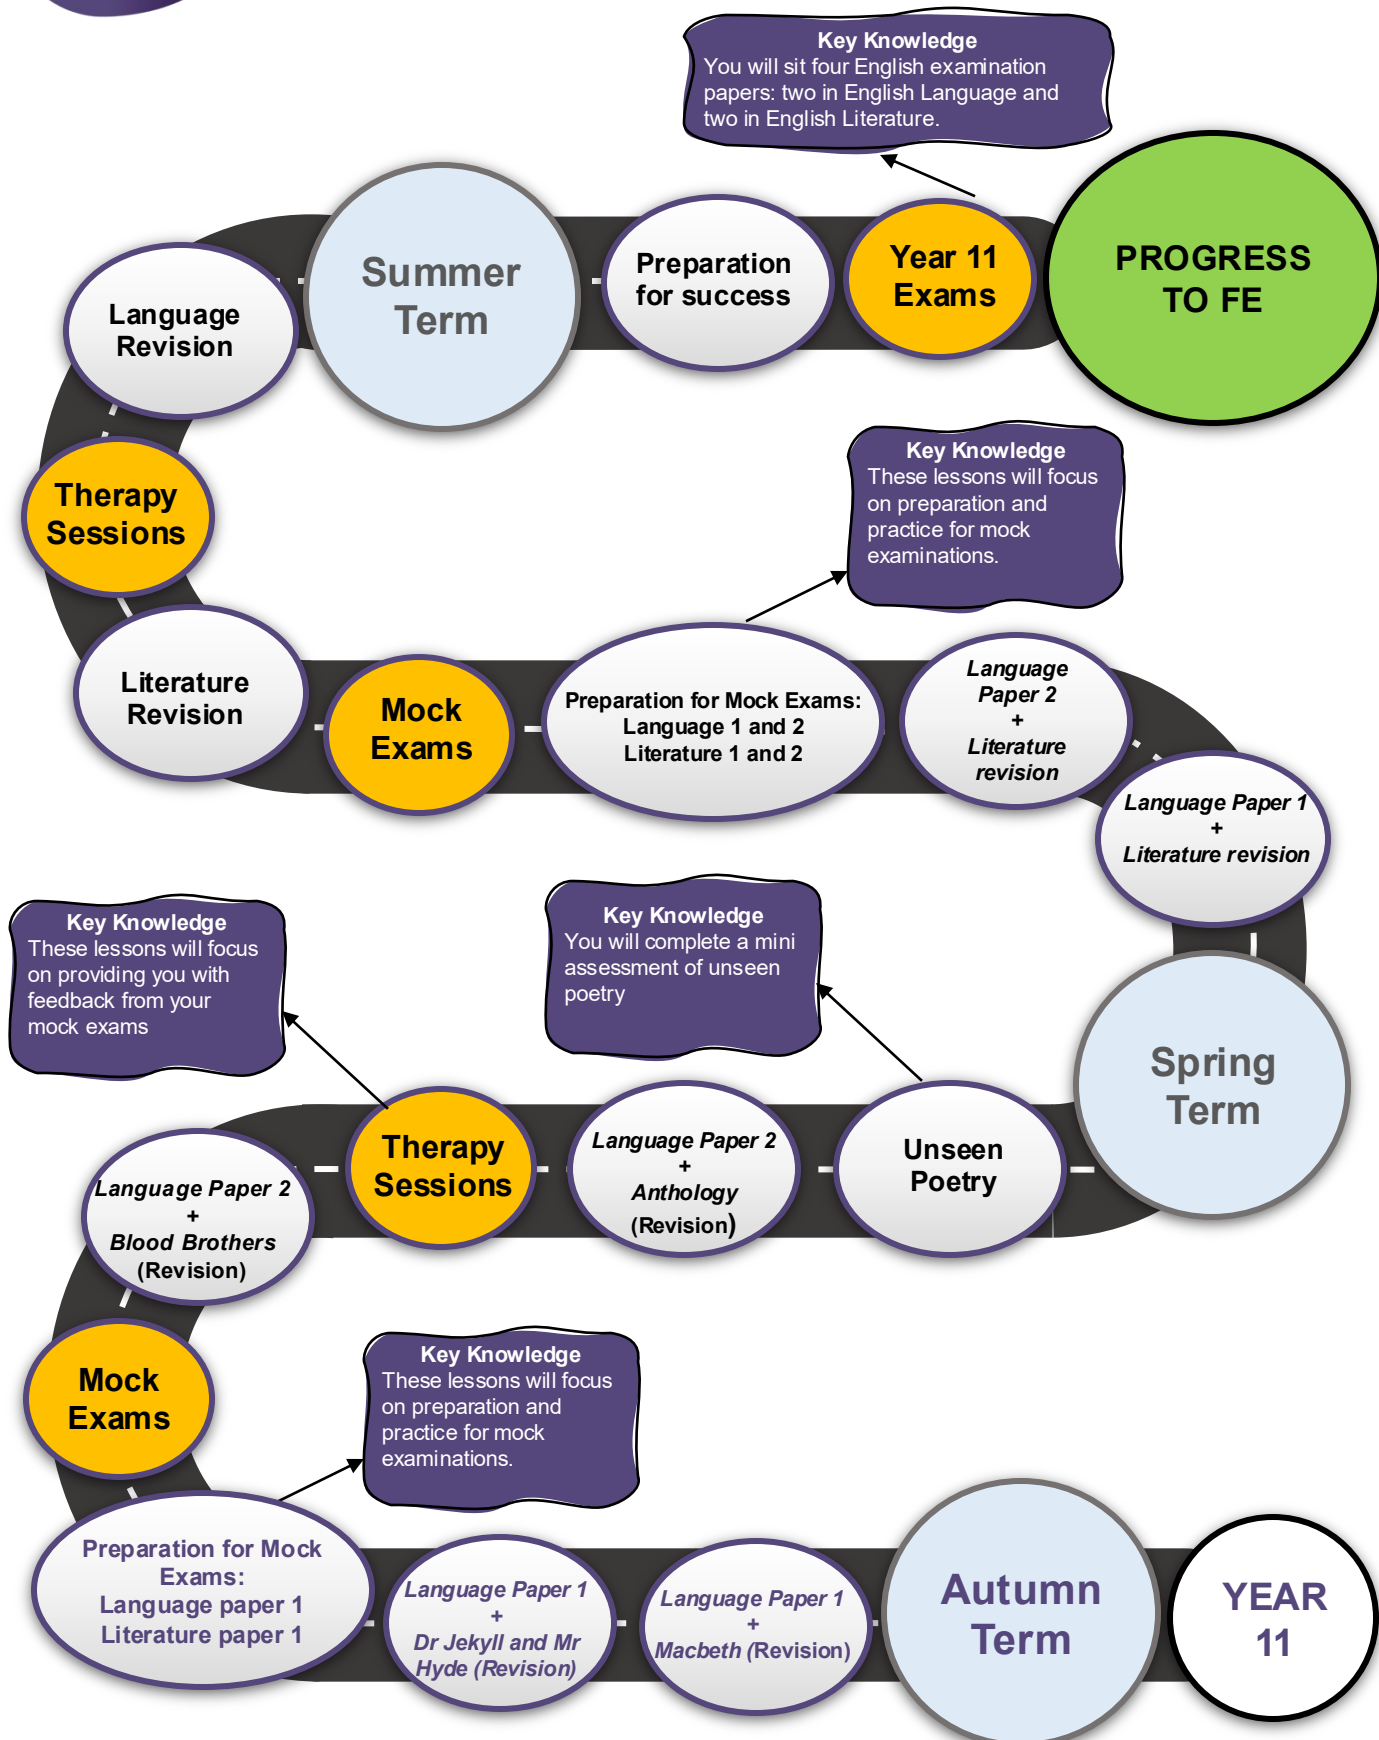 Key Knowledge
You will sit four English examination
papers: two in English Language and
two in English Literature.
Summer
Term
Preparation
for success
Year 11
Exams
PROGRESS
TO FE
Language
Revision
Key Knowledge
These lessons will focus
on preparation and
practice for mock
examinations.
Therapy
Sessions
Literature
Revision
Mock
Exams
Preparation for Mock Exams:
Language 1 and 2
Literature 1 and 2
Language
Paper 2
+
Literature
revision
Language Paper 1
+
Literature revision
Key Knowledge
These lessons will focus
on providing you with
feedback from your
mock exams
Key Knowledge
You will complete a mini
assessment of unseen
poetry
Spring
Term
Language Paper 2
+
Blood Brothers
(Revision)
Therapy
Sessions
Language Paper 2
+
Anthology
(Revision)
Unseen
Poetry
Mock
Exams
Key Knowledge
These lessons will focus
on preparation and
practice for mock
examinations.
Preparation for Mock
Exams:
Language paper 1
Literature paper 1
Language Paper 1
+
Dr Jekyll and Mr
Hyde (Revision)
Language Paper 1
+
Macbeth (Revision)
Autumn
Term
YEAR
11